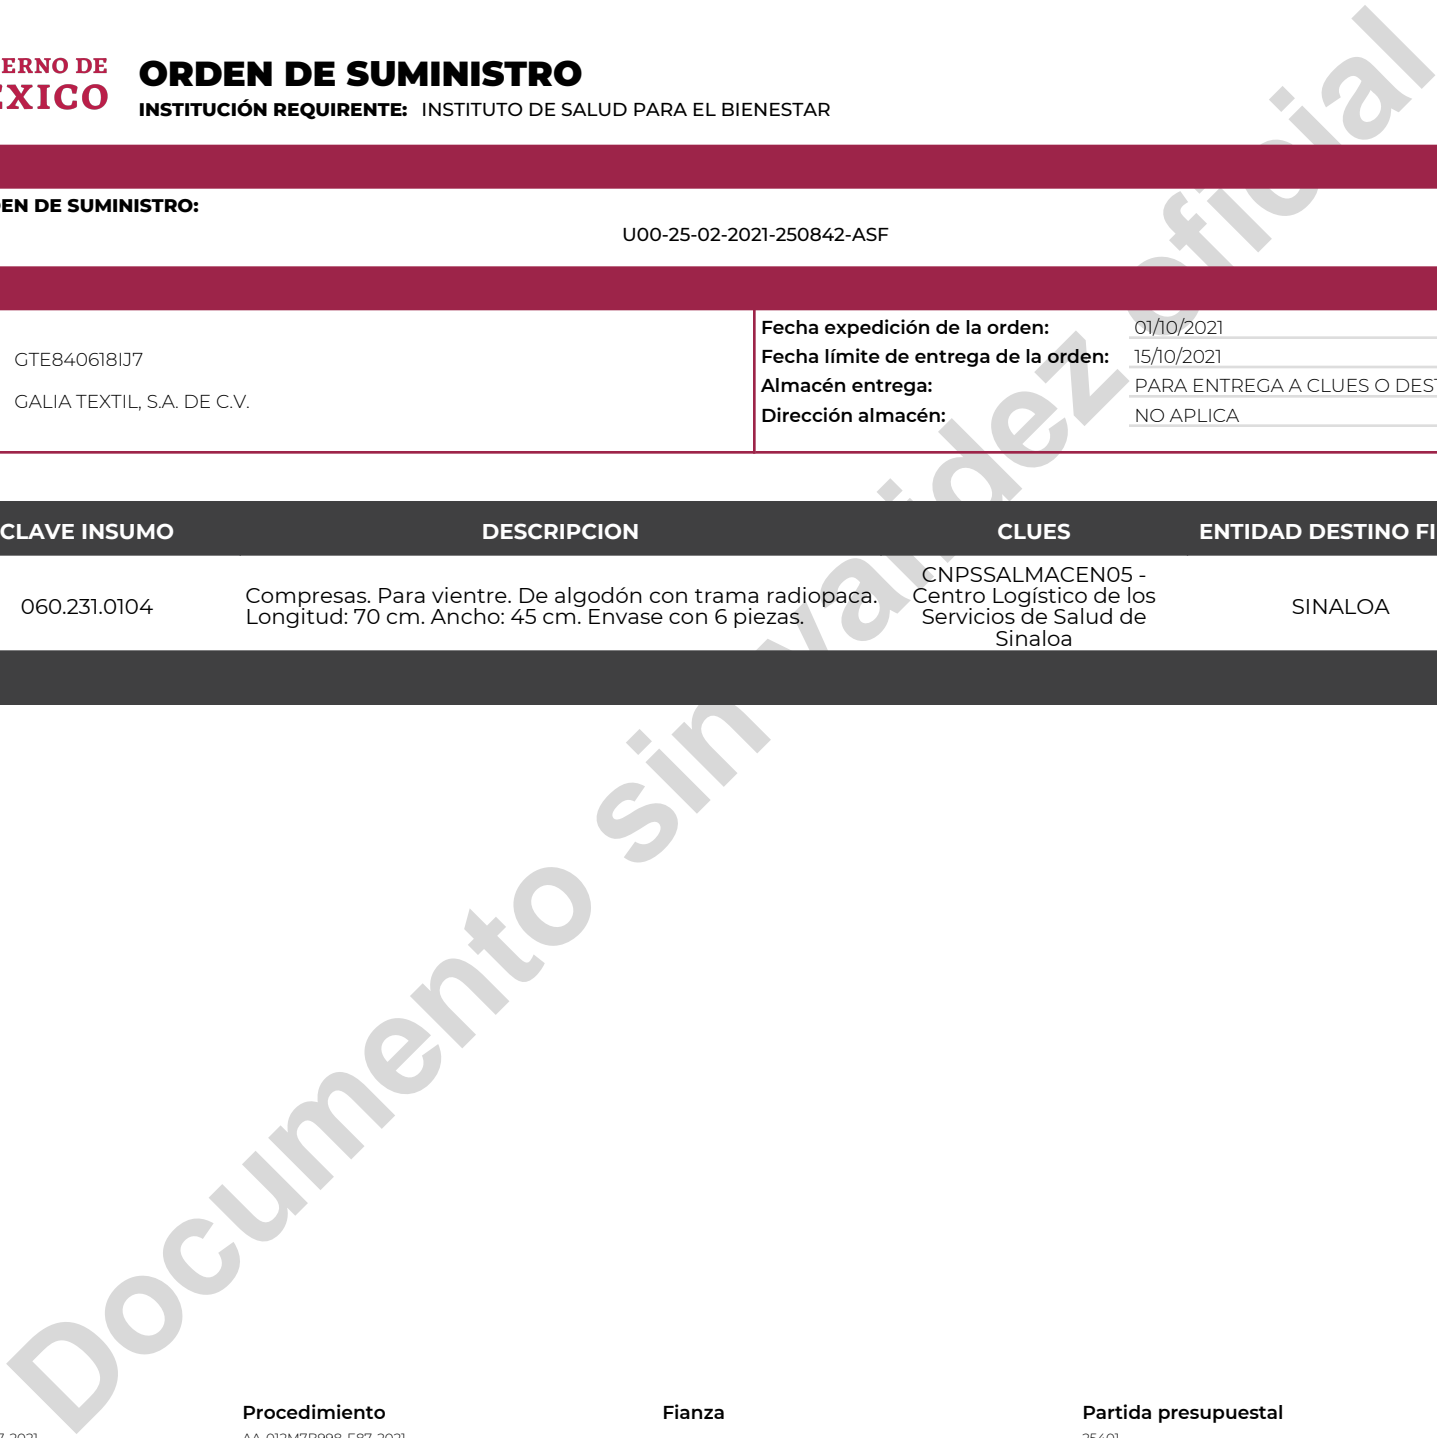 ERNO DE
EXICO
ORDEN DE SUMINISTRO
INSTITUCIÓN REQUIRENTE: INSTITUTO DE SALUD PARA EL BIENESTAR
EN DE SUMINISTRO:
U00-25-02-2021-250842-ASF
GTE840618IJ7
GALIA TEXTIL, S.A. DE C.V.
Fecha expedición de la orden: 01/10/2021
Fecha límite de entrega de la orden: 15/10/2021
Almacén entrega: PARA ENTREGA A CLUES O DEST
Dirección almacén: NO APLICA
CLAVE INSUMO DESCRIPCION CLUES ENTIDAD DESTINO FI
060.231.0104
Compresas. Para vientre. De algodón con trama radiopaca.
Longitud: 70 cm. Ancho: 45 cm. Envase con 6 piezas.
CNPSSALMACEN05 -
Centro Logístico de los
Servicios de Salud de
Sinaloa
SINALOA
Documento sin validez oficial
Procedimiento Fianza Partida presupuestal